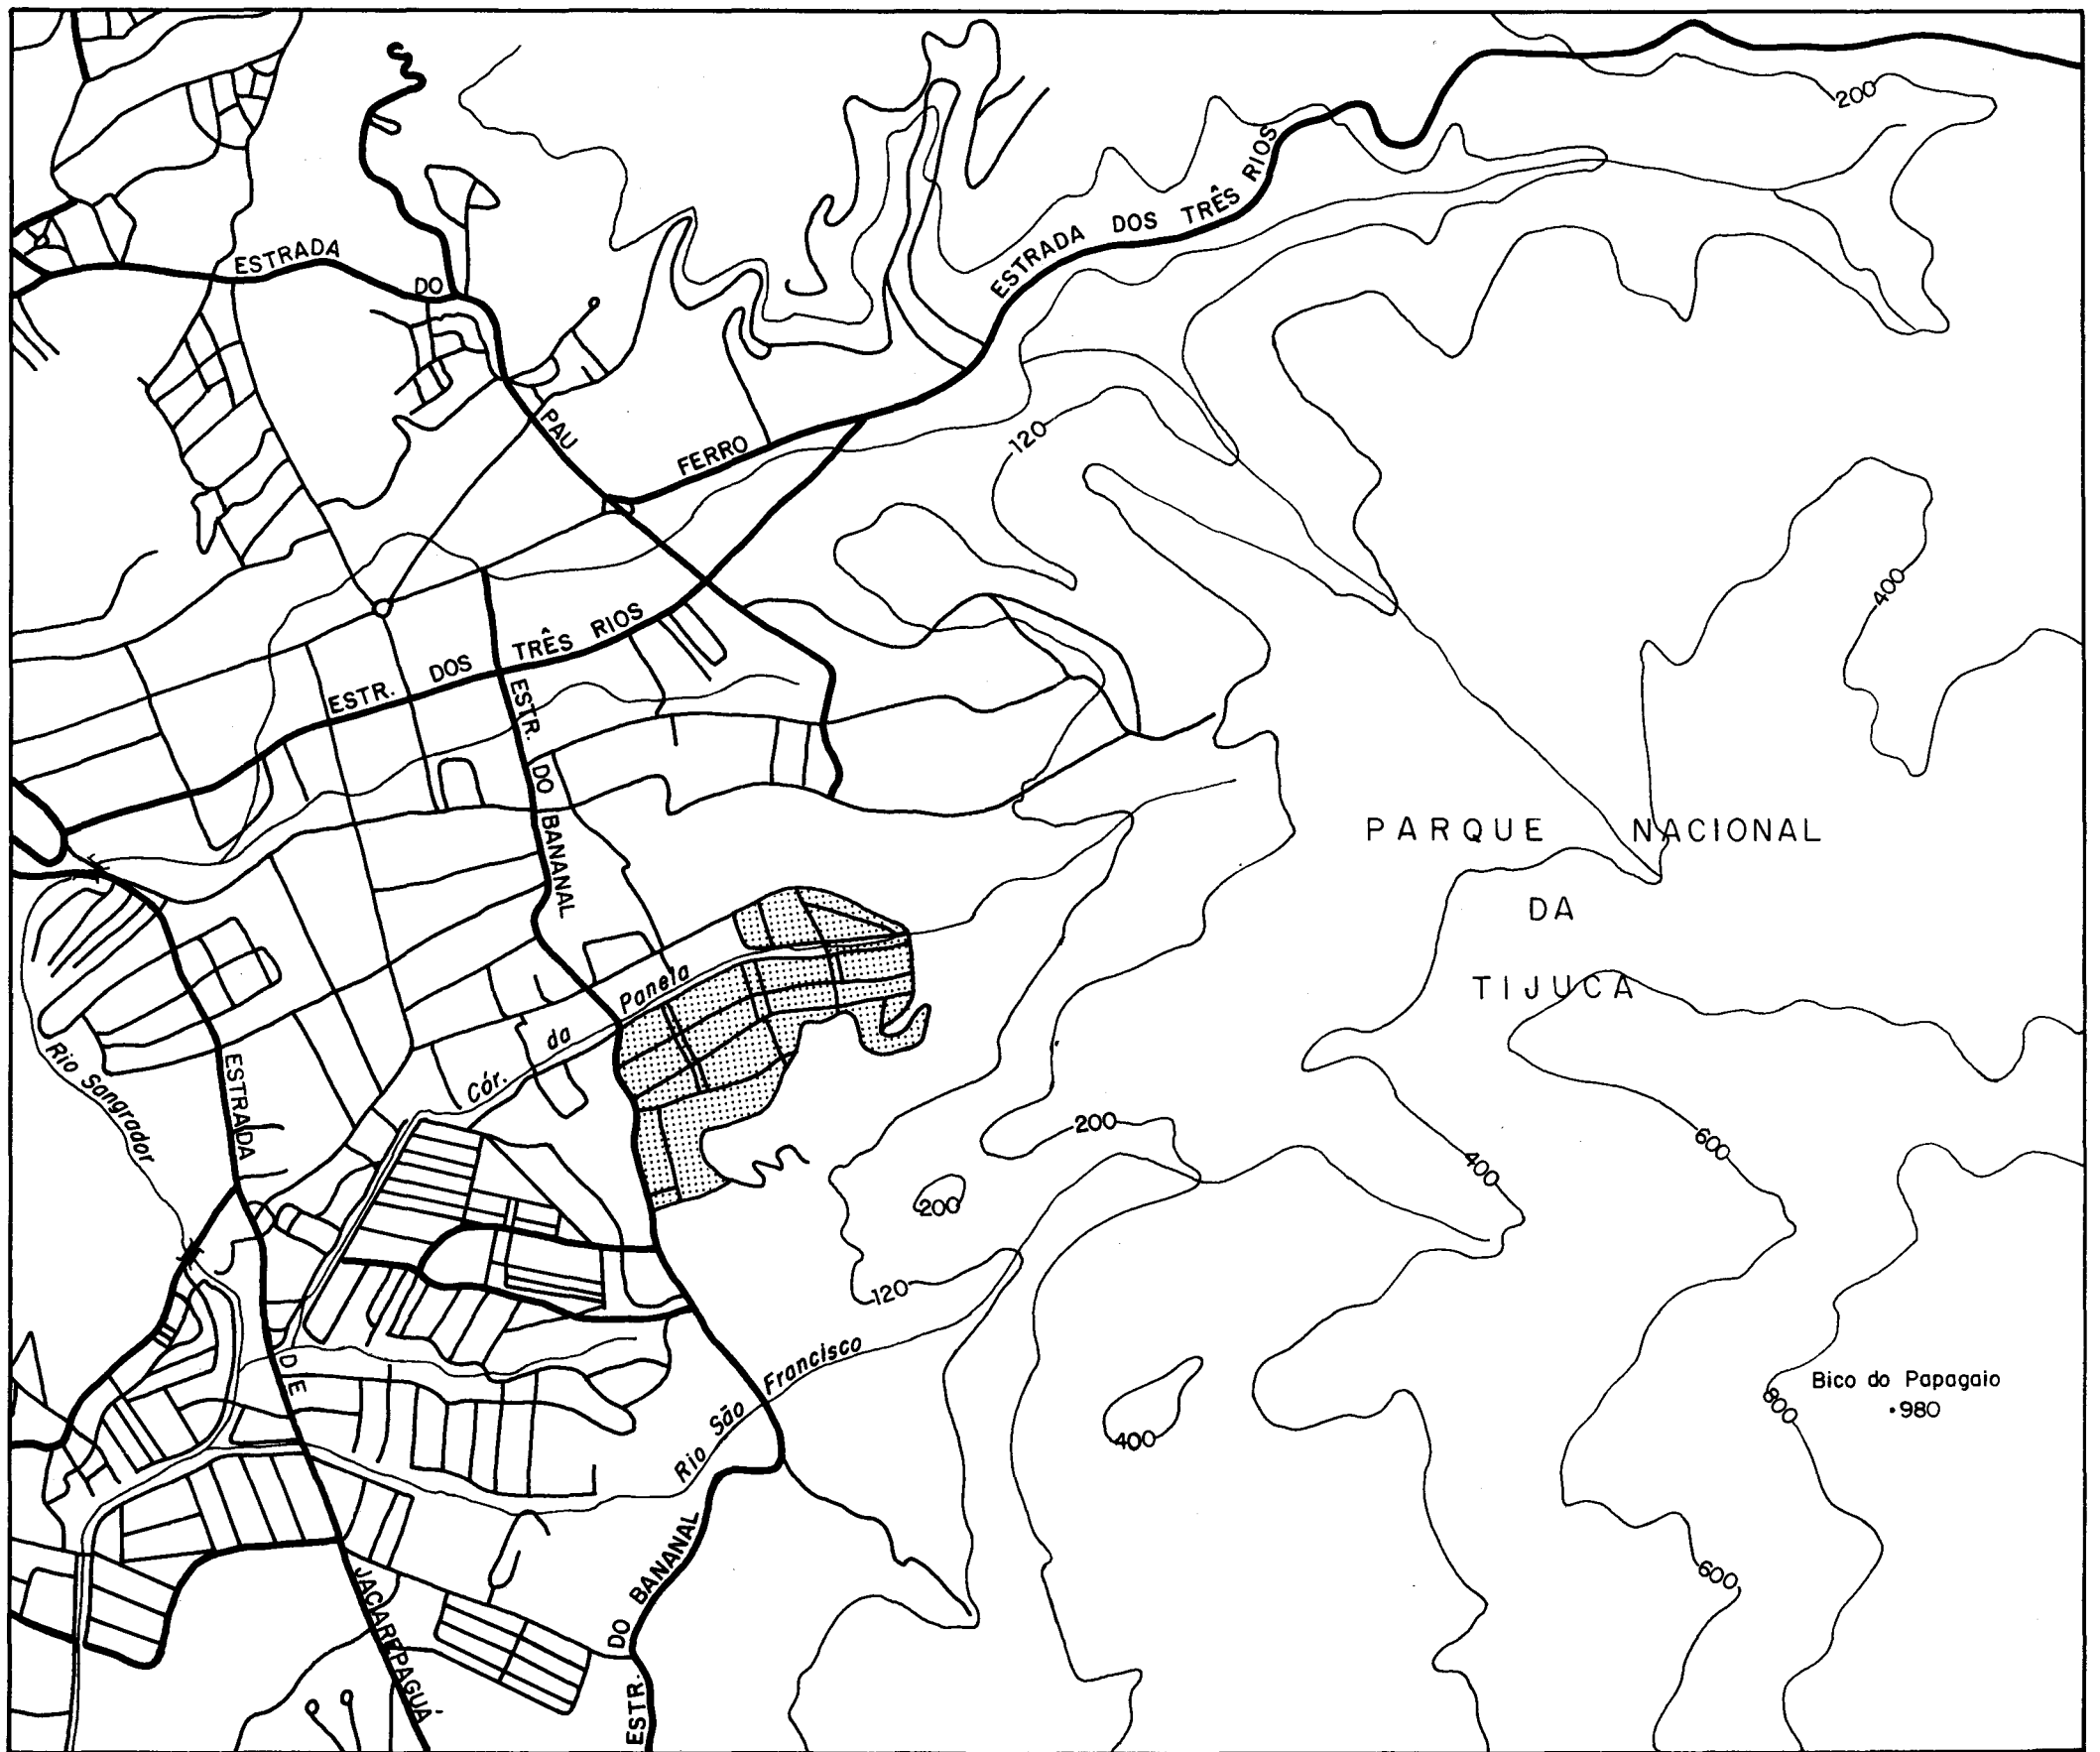 200
ESTRADA DOS TRÊS RIOS
ESTRADA
DO
PAU
FERRO
120
400
ESTR. DOS TRÊS RIOS
ESTR.
DO
BANANAL
PARQUE NACIONAL
DA
TIJUCA
Cór. da Panela
Rio Sangrador
ESTRADA
200
600
400
200
120
Rio São Francisco
DE
Bico do Papagaio
•980
800
400
600
JACAREPAGUÁ
ESTR. DO BANANAL